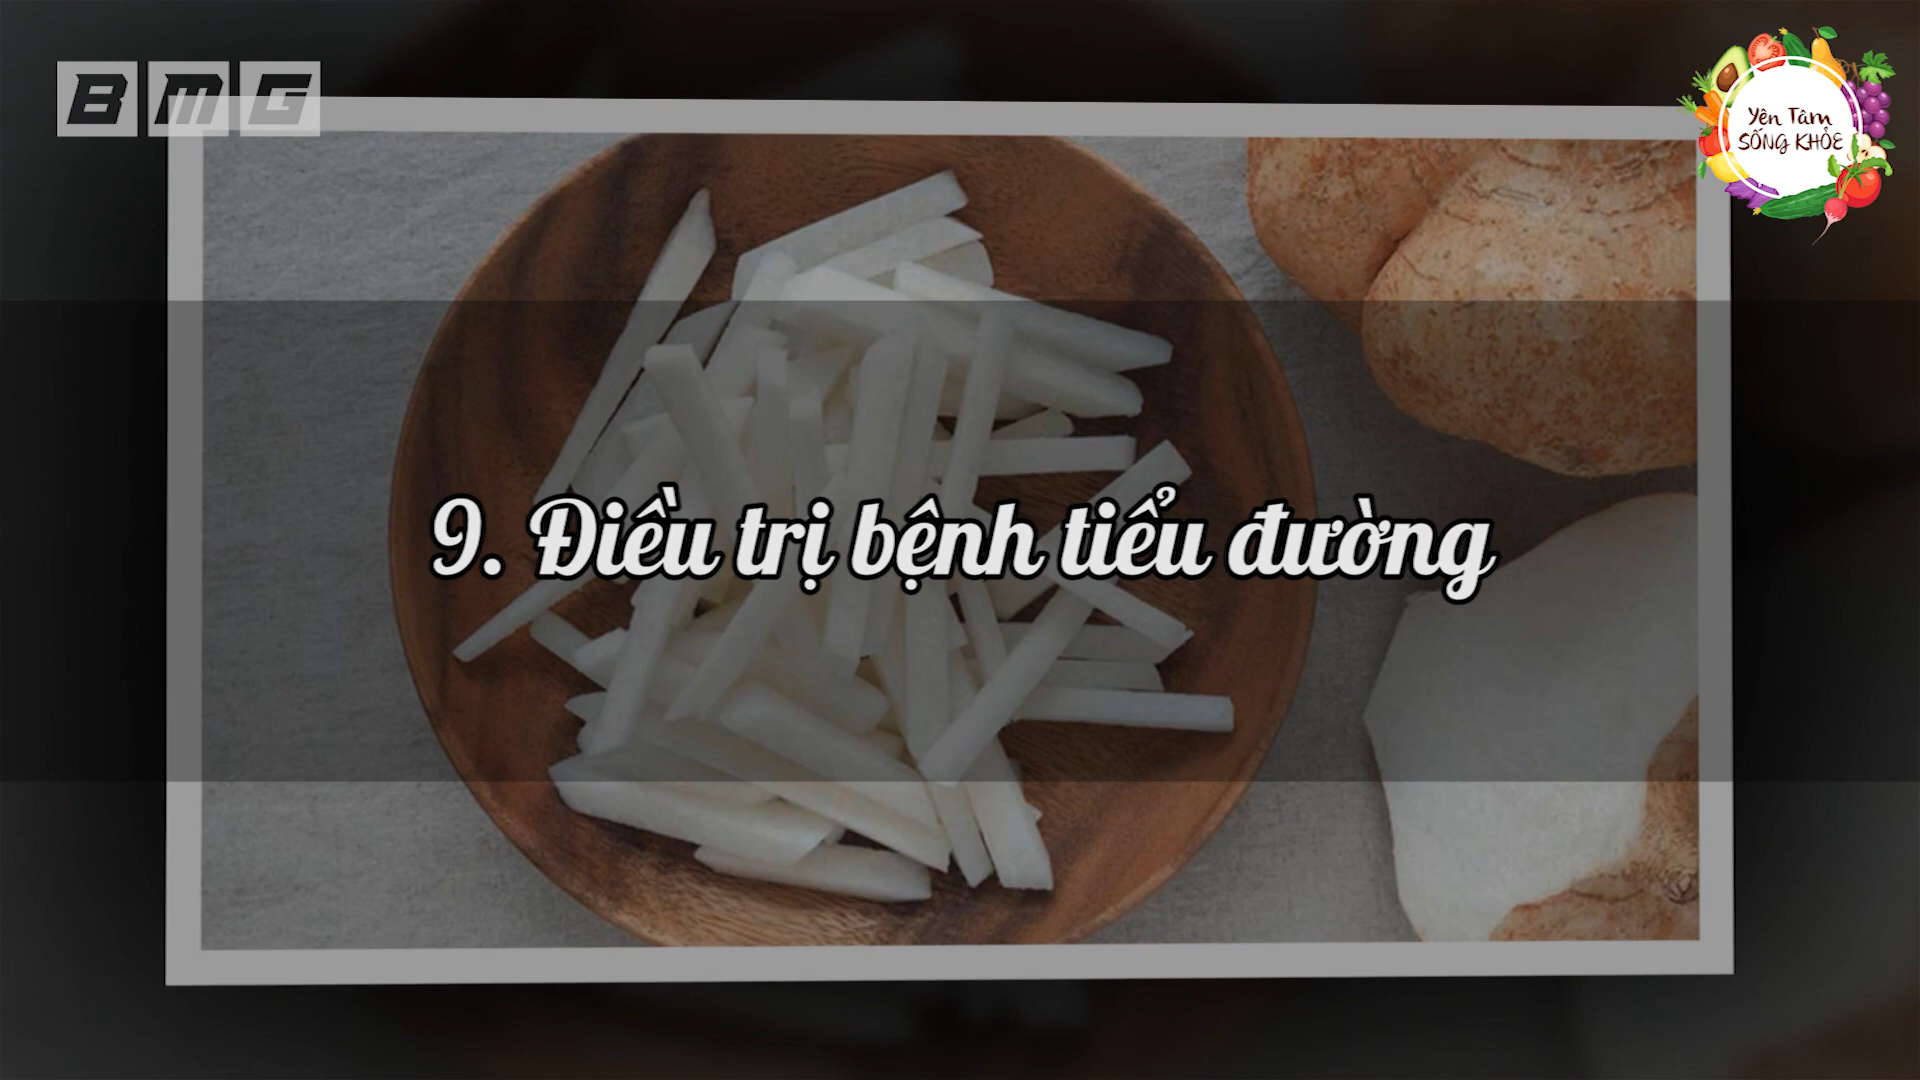 BMG
Yên Tâm
SỐNG KHỎE
9. Điều trị bệnh tiểu đường